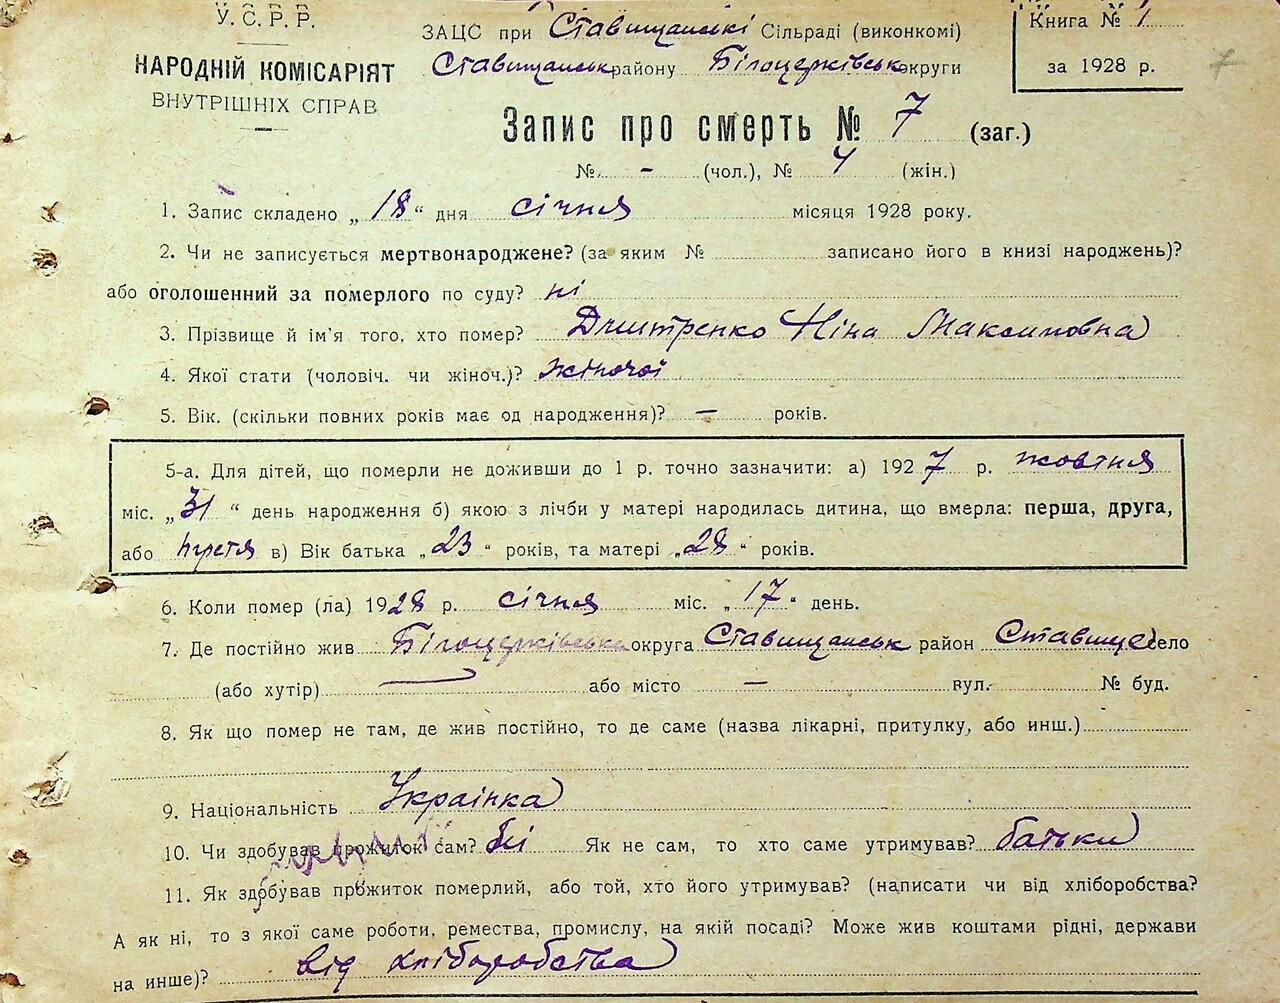 У.С.Р.Р.
НАРОДНІЙ КОМІСАРІЯТ
ВНУТРІШНІХ СПРАВ
ЗАЦС при Ставищанські Сільраді (виконкомі)
Ставищанськ району Білоцерківськ округи
Книга № 1
за 1928 р.
7
Запис про смерть № 7 (заг.)
№ - (чол.), № 4 (жін.)
1. Запис складено „18“ дня січня місяця 1928 року.
2. Чи не записується мертвонароджене? (за яким № записано його в книзі народжень)?
або оголошенний за померлого по суду? ні
3. Прізвище й ім'я того, хто помер? Дмитренко Ніна Максимовна
4. Якої стати (чоловіч. чи жіноч.)? жіночої
5. Вік. (скільки повних років має од народження)? — років.
5-а. Для дітей, що померли не доживши до 1 р. точно зазначити: а) 1927 р. жовтня
міс. „31“ день народження б) якою з лічби у матері народилась дитина, що вмерла: перша, друга,
або третя в) Вік батька „23“ років, та матері „28“ років.
6. Коли помер (ла) 1928 р. січня міс. „17“ день.
7. Де постійно жив Білоцерківська округа Ставищанськ район Ставище село
(або хутір) — або місто — вул. № буд.
8. Як що помер не там, де жив постійно, то де саме (назва лікарні, притулку, або инш.)
9. Національність Українка
10. Чи здобував прожиток сам? Ні Як не сам, то хто саме утримував? батьки
11. Як здобував прожиток померлий, або той, хто його утримував? (написати чи від хліборобства?
А як ні, то з якої саме роботи, ремества, промислу, на якій посаді? Може жив коштами рідні, держави
на инше)? від хліборобства